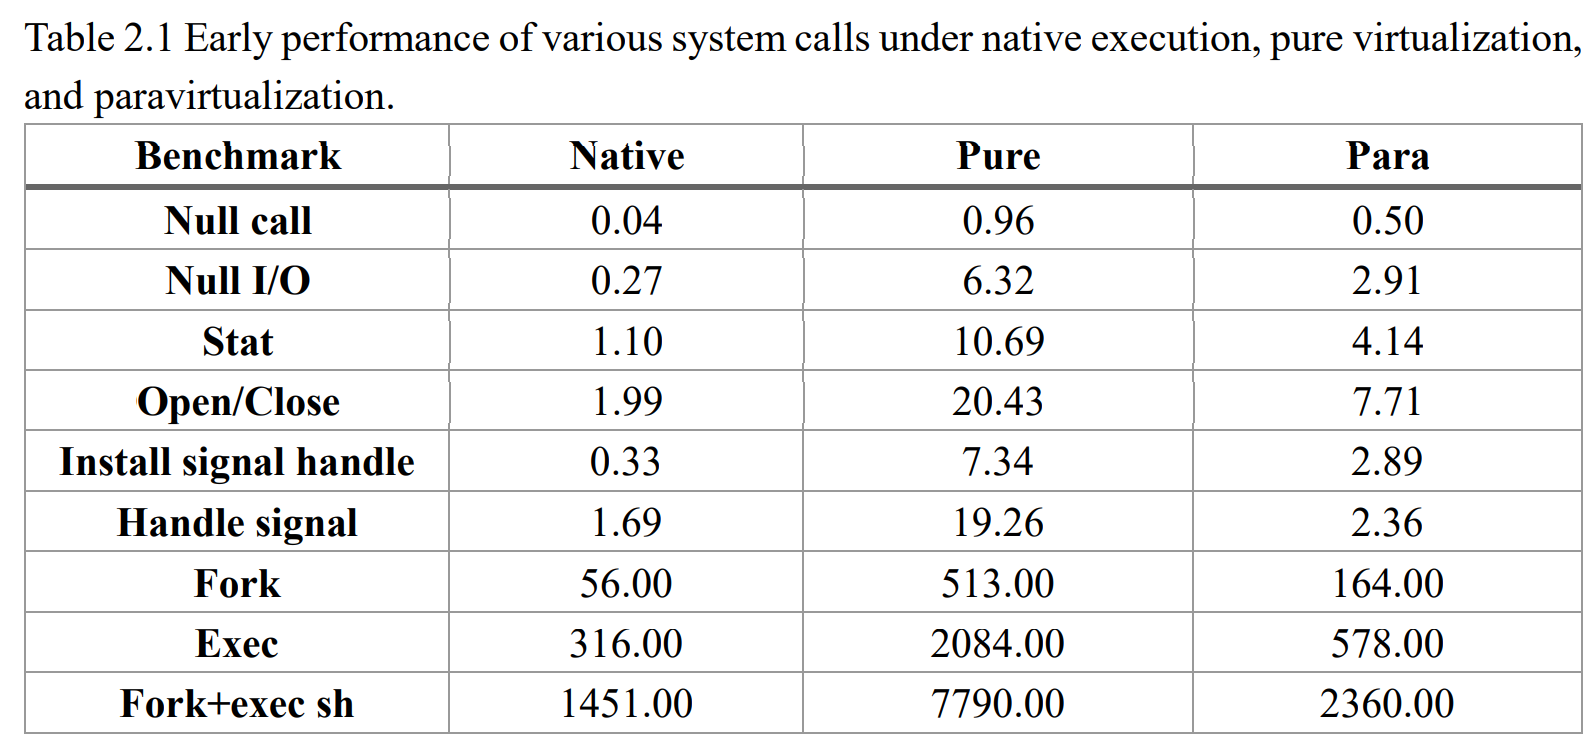 Table 2.1 Early performance of various system calls under native execution, pure virtualization,
and paravirtualization.
Benchmark Native Pure Para
Null call 0.04 0.96 0.50
Null I/O 0.27 6.32 2.91
Stat 1.10 10.69 4.14
Open/Close 1.99 20.43 7.71
Install signal handle 0.33 7.34 2.89
Handle signal 1.69 19.26 2.36
Fork 56.00 513.00 164.00
Exec 316.00 2084.00 578.00
Fork+exec sh 1451.00 7790.00 2360.00